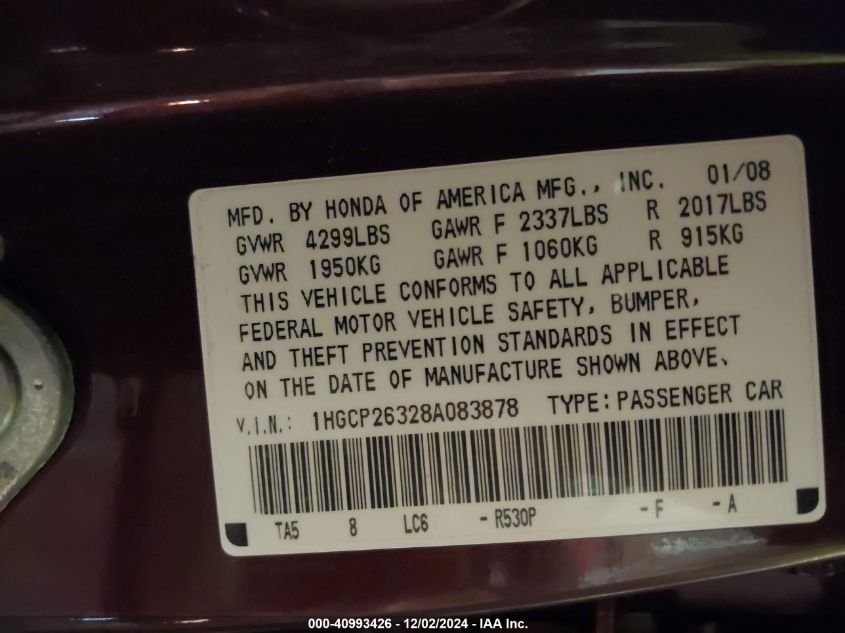 MFD. BY HONDA OF AMERICA MFG., INC. 01/08
GVWR 4299LBS GAWR F 2337LBS R 2017LBS
GVWR 1950KG GAWR F 1060KG R 915KG
THIS VEHICLE CONFORMS TO ALL APPLICABLE
FEDERAL MOTOR VEHICLE SAFETY, BUMPER,
AND THEFT PREVENTION STANDARDS IN EFFECT
ON THE DATE OF MANUFACTURE SHOWN ABOVE.
V.I.N.: 1HGCP26328A083878 TYPE:PASSENGER CAR
TA5 8 LC6 -R530P -F -A
000-40993426 - 12/02/2024 - IAA Inc.